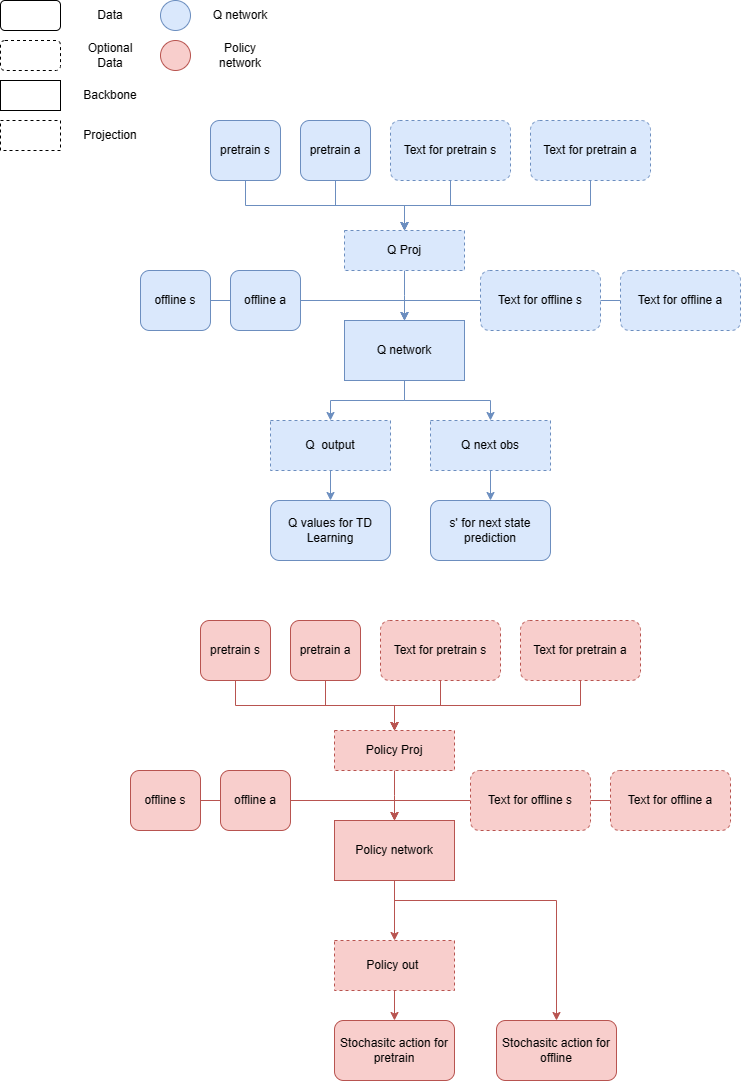 Data
Q network
Optional
Data
Policy
network
Backbone
Projection
pretrain s
pretrain a
Text for pretrain s
Text for pretrain a
Q Proj
offline s
offline a
Text for offline s
Text for offline a
Q network
Q  output
Q next obs
Q values for TD
Learning
s' for next state
prediction
pretrain s
pretrain a
Text for pretrain s
Text for pretrain a
Policy Proj
offline s
offline a
Text for offline s
Text for offline a
Policy network
Policy out
Stochasitc action for
pretrain
Stochasitc action for
offline